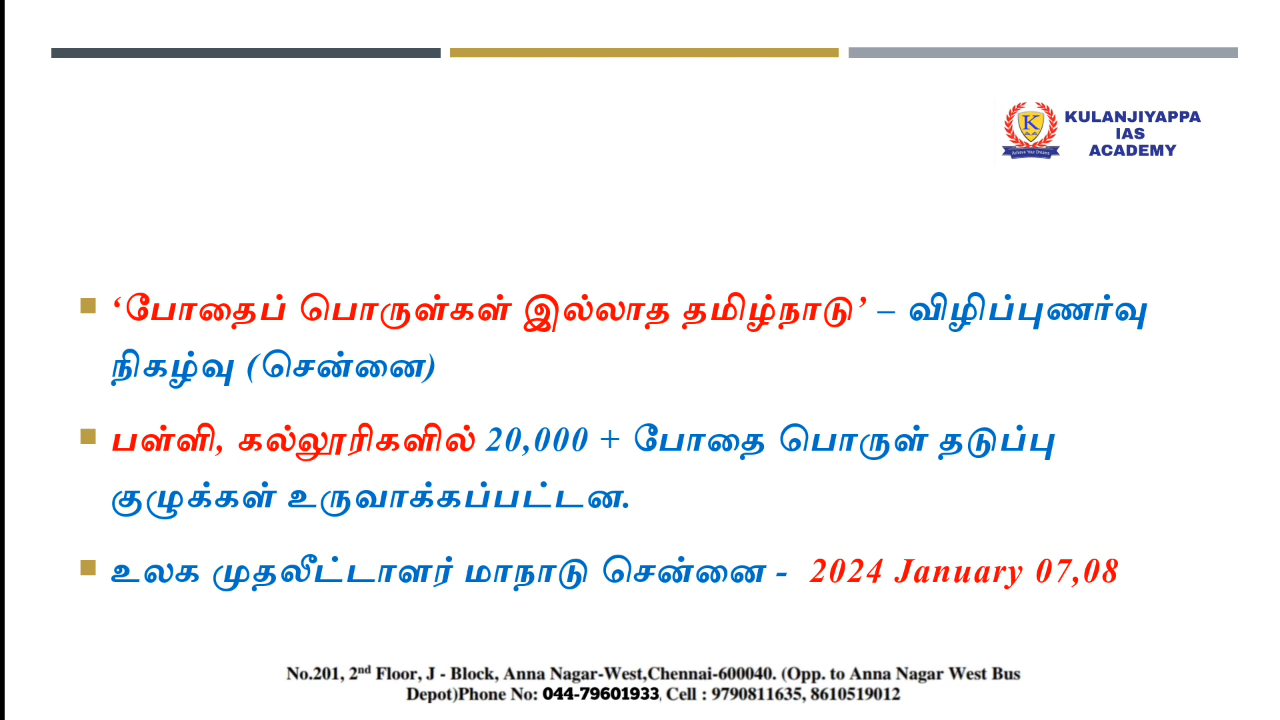 KULANJIYAPPA
IAS
ACADEMY
‘போதைப் பொருள்கள் இல்லாத தமிழ்நாடு’ – விழிப்புணர்வு
நிகழ்வு (சென்னை)
பள்ளி, கல்லூரிகளில் 20,000 + போதை பொருள் தடுப்பு
குழுக்கள் உருவாக்கப்பட்டன.
உலக முதலீட்டாளர் மாநாடு சென்னை - 2024 January 07,08
No.201, 2nd Floor, J - Block, Anna Nagar-West,Chennai-600040. (Opp. to Anna Nagar West Bus
Depot)Phone No: 044-79601933, Cell : 9790811635, 8610519012